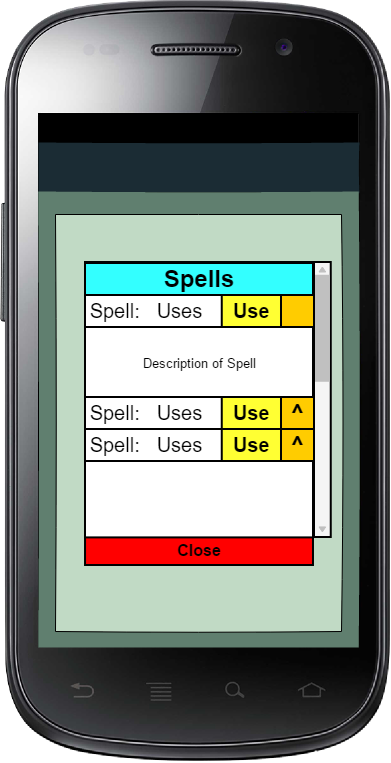 Spells
Spell: Uses Use
Description of Spell
Spell: Uses Use ^
Spell: Uses Use ^
Close